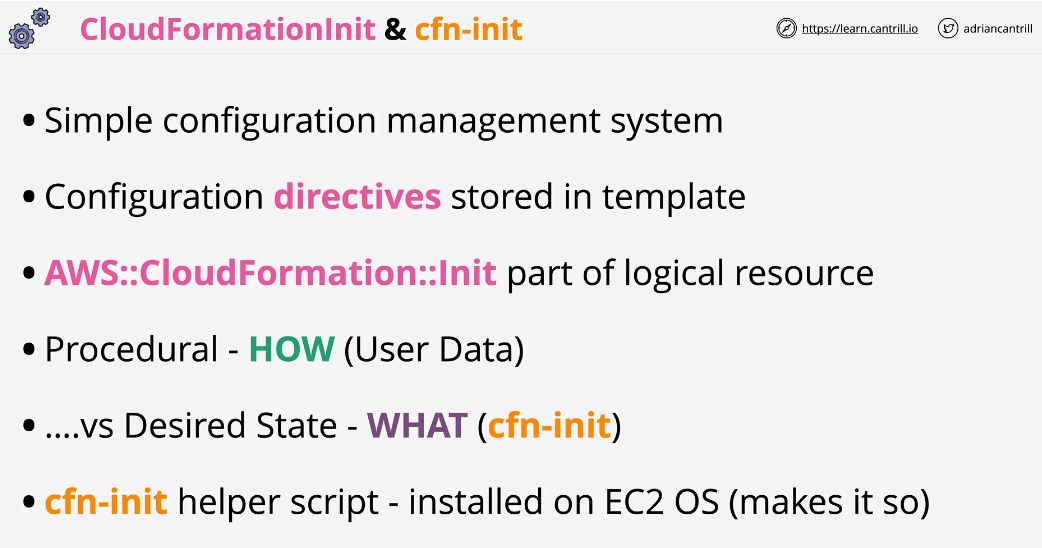 CloudFormationInit & cfn-init
https://learn.cantrill.io
adriancantrill
• Simple configuration management system
• Configuration directives stored in template
• AWS::CloudFormation::Init part of logical resource
• Procedural - HOW (User Data)
• ....vs Desired State - WHAT (cfn-init)
• cfn-init helper script - installed on EC2 OS (makes it so)